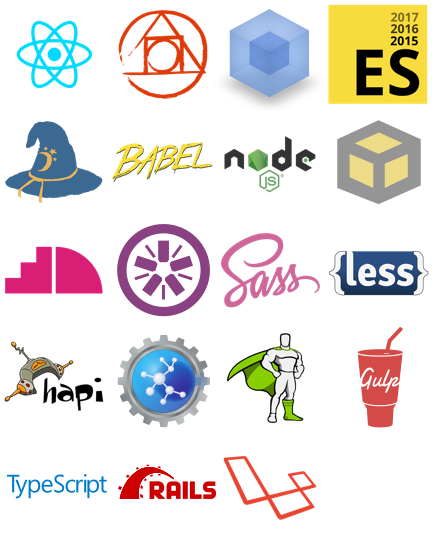 2017
2016
2015
ES
BABEL
node
JS
Sass
{less}
hapi
Gulp
TypeScript
RAILS